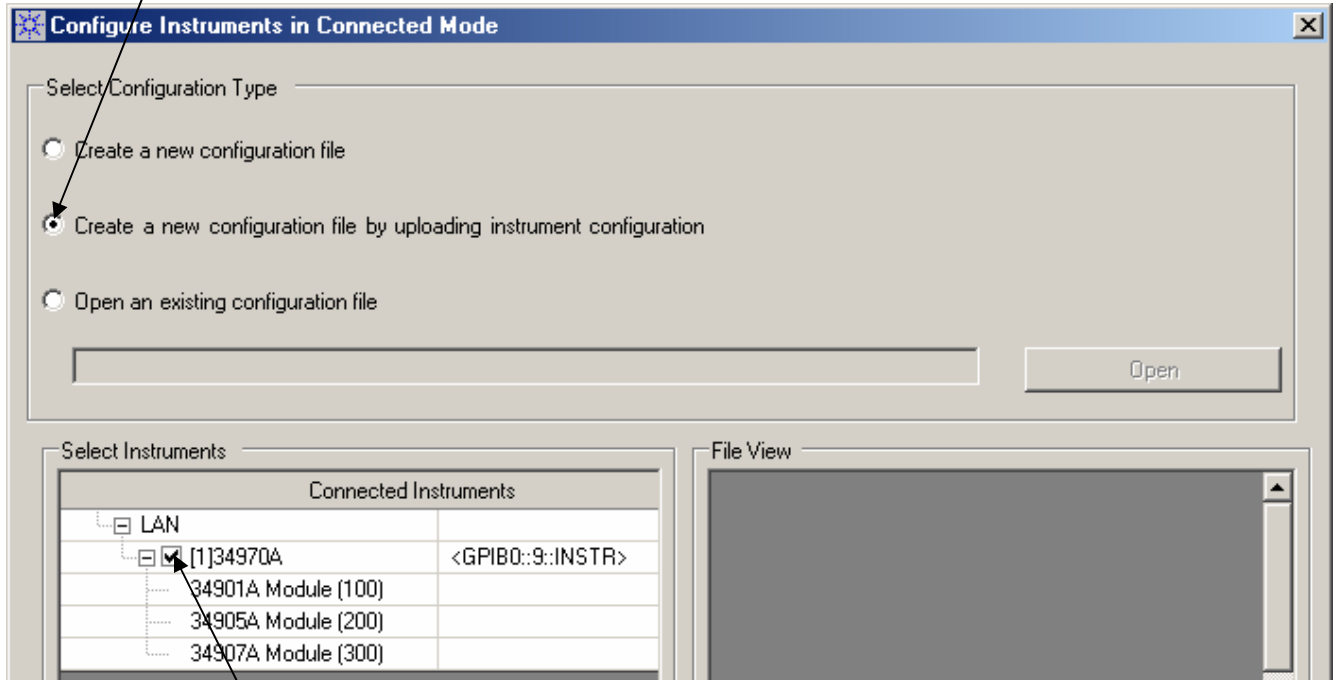 Configure Instruments in Connected Mode
Select Configuration Type
Create a new configuration file
Create a new configuration file by uploading instrument configuration
Open an existing configuration file
Open
Select Instruments
File View
Connected Instruments
LAN
[1]34970A <GPIB0::9::INSTR>
34901A Module (100)
34905A Module (200)
34907A Module (300)